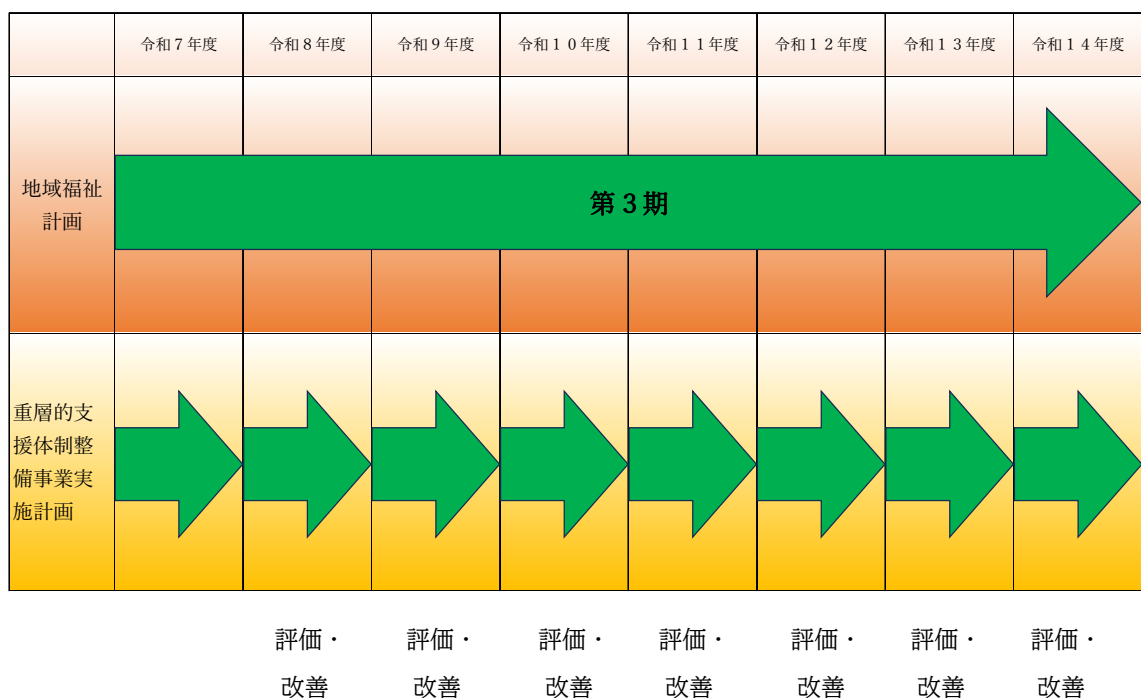 令和７年度 令和８年度 令和９年度 令和１０年度 令和１１年度 令和１２年度 令和１３年度 令和１４年度
地域福祉
計画
第３期
重層的支
援体制整
備事業実
施計画
評価・ 評価・ 評価・ 評価・ 評価・ 評価・ 評価・
改善 改善 改善 改善 改善 改善 改善